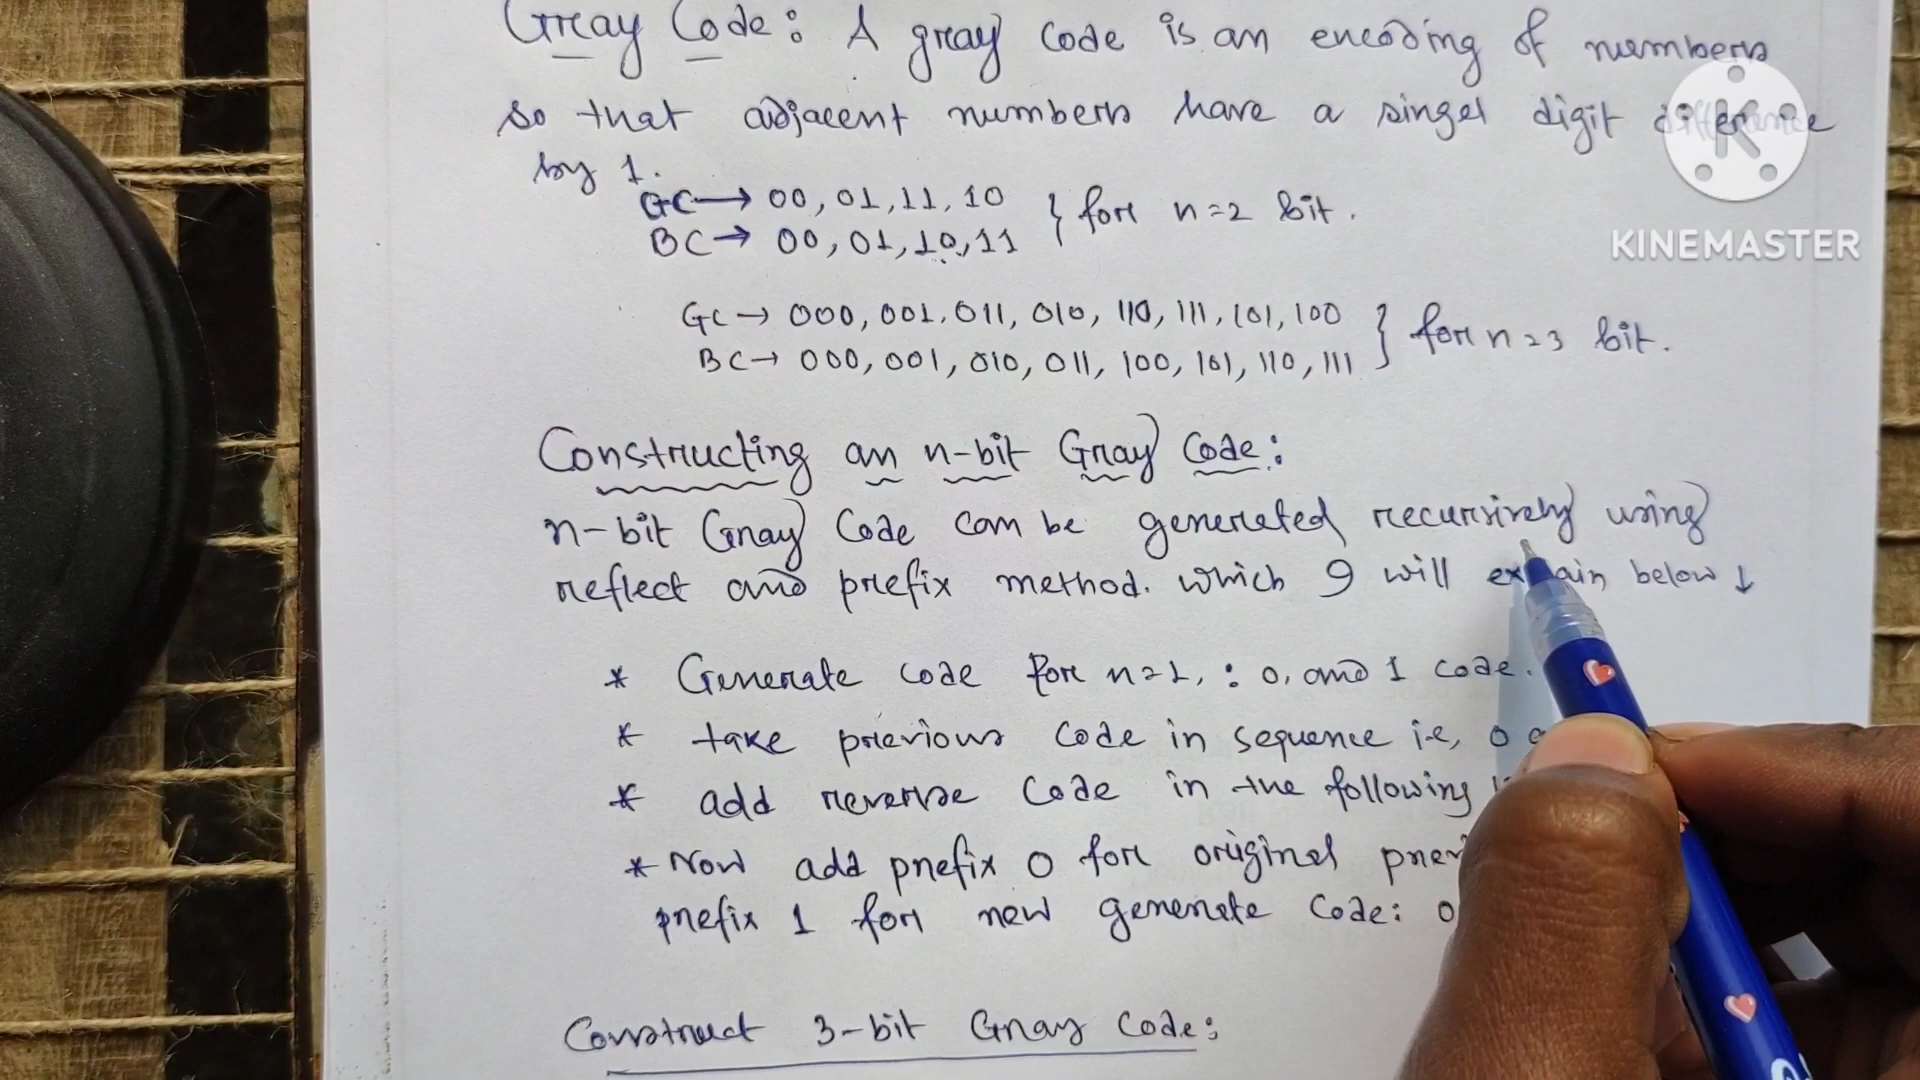 Gray Code: A gray code is an encoding of numbers
so that adjacent numbers have a singel digit difference
by 1.
GC → 00, 01, 11, 10 } for n=2 bit.
BC → 00, 01, 10, 11
KINEMASTER
GC → 000, 001, 011, 010, 110, 111, 101, 100 } for n=3 bit.
BC → 000, 001, 010, 011, 100, 101, 110, 111
Constructing an n-bit Gray Code:
n-bit Gray Code can be generated recursively using
reflect and prefix method. which I will explain below ↓
* Generate code for n=1, : 0, and 1 code.
* take previous code in sequence i.e, 0
* add reverse code in the following
* Now add prefix 0 for original
prefix 1 for new generate code: 0
Construct 3-bit Gray Code: